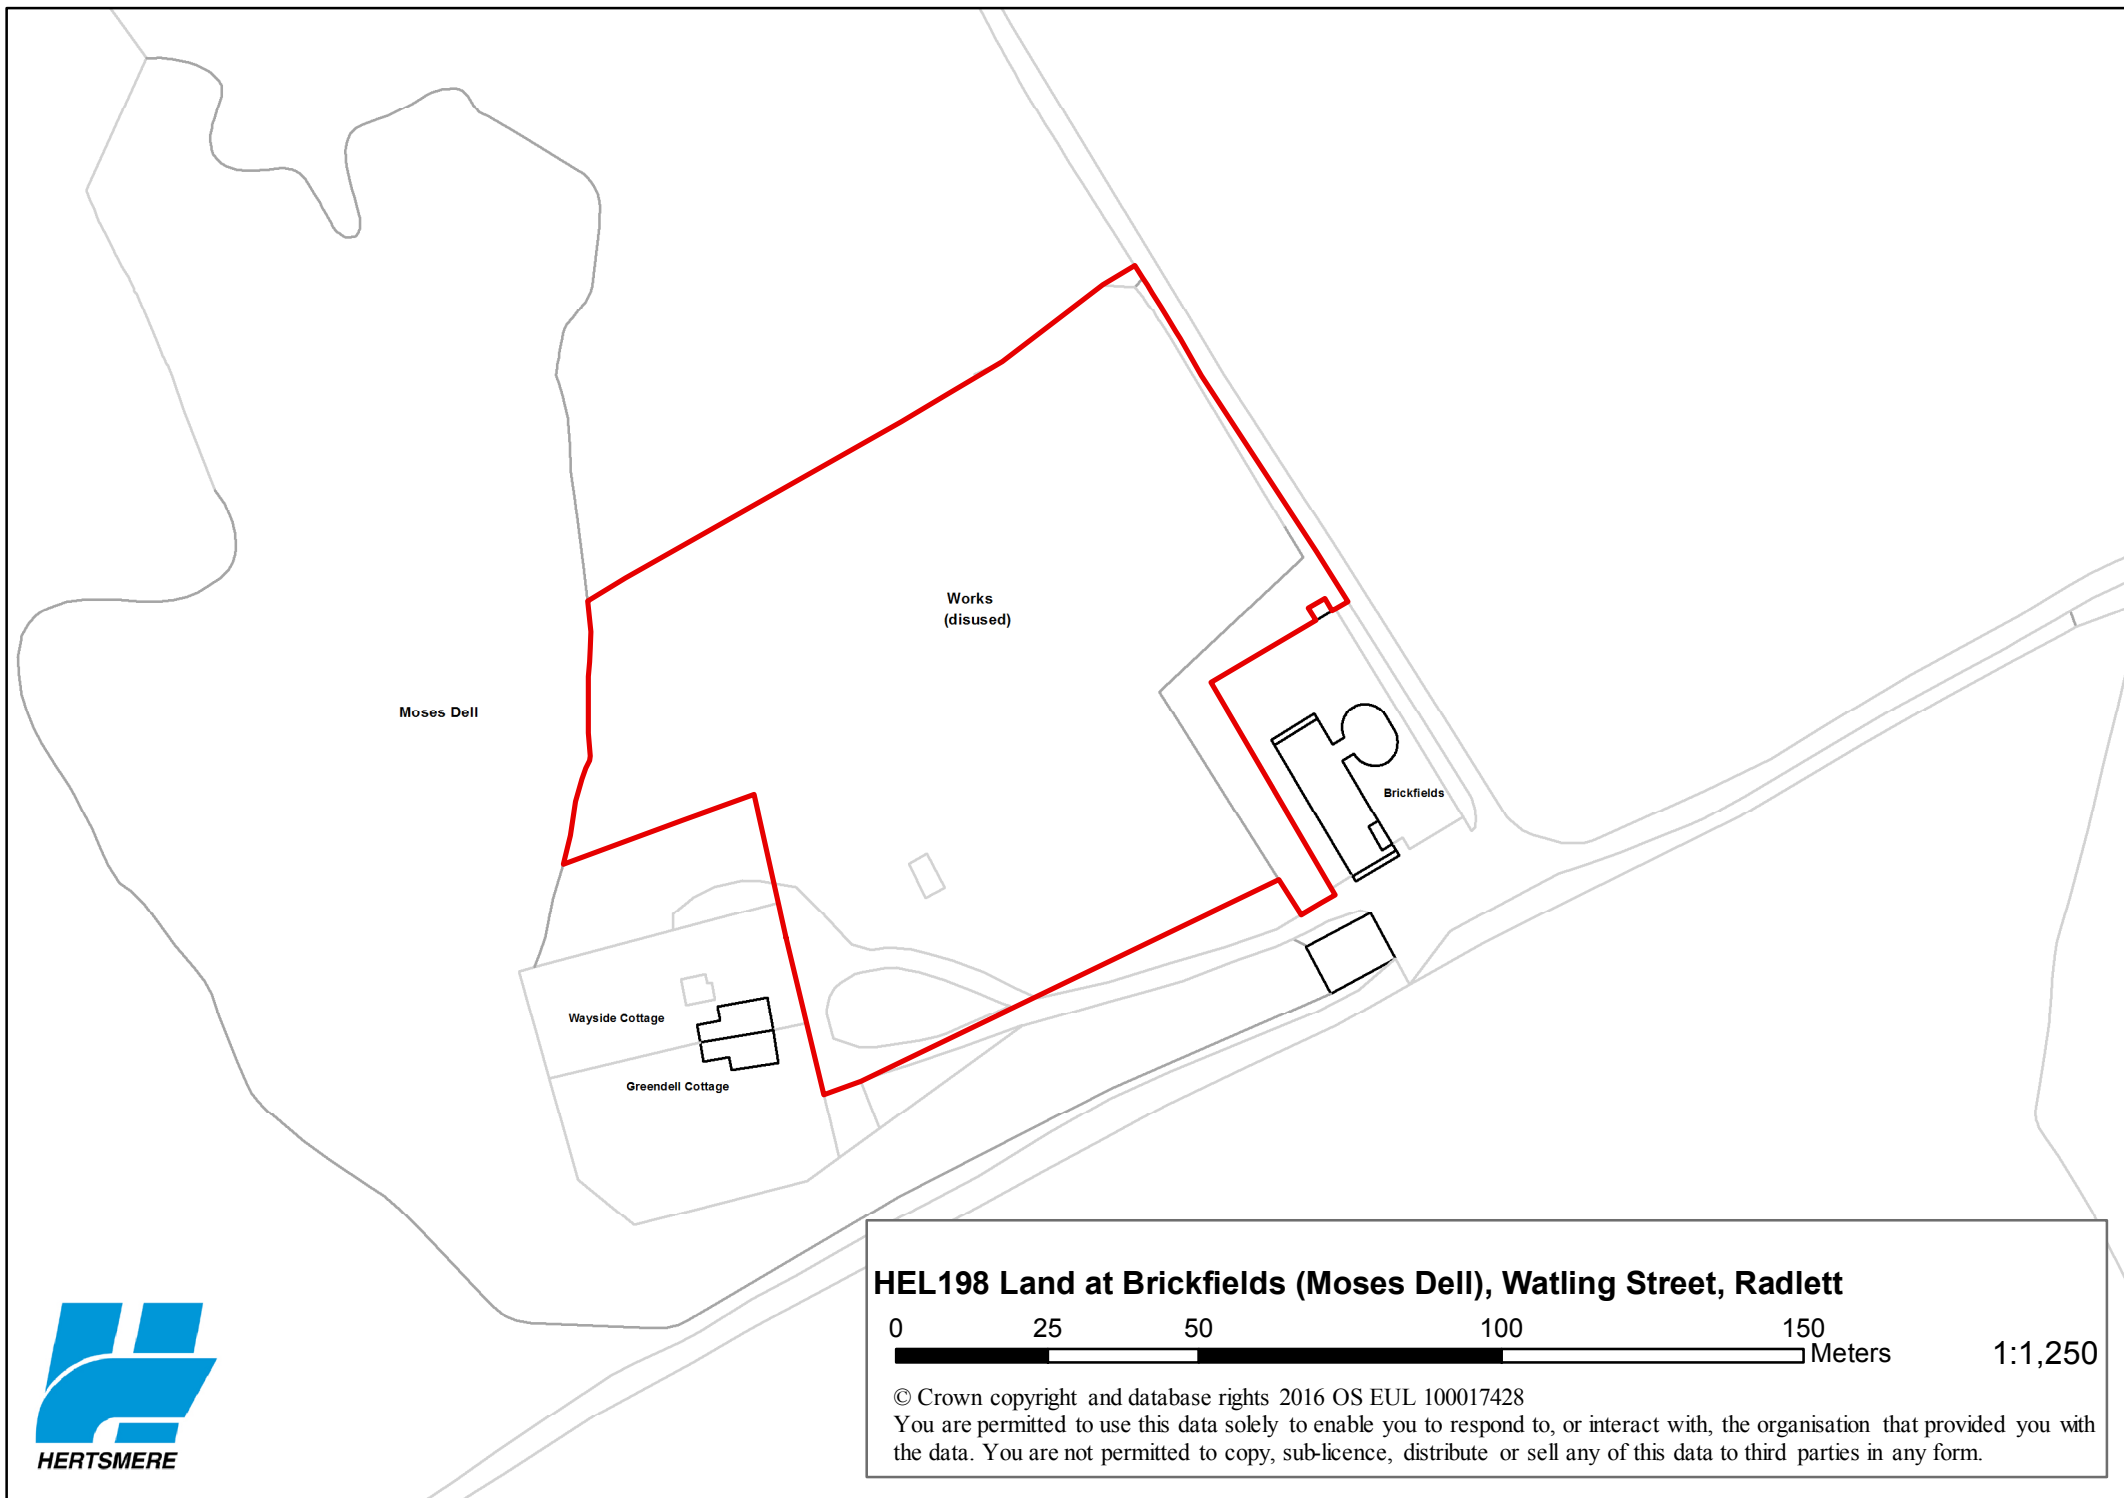 Works
(disused)
Moses Dell
Brickfields
Wayside Cottage
Greendell Cottage
HEL198 Land at Brickfields (Moses Dell), Watling Street, Radlett
0 25 50 100 150
Meters
1:1,250
© Crown copyright and database rights 2016 OS EUL 100017428
You are permitted to use this data solely to enable you to respond to, or interact with, the organisation that provided you with
the data. You are not permitted to copy, sub-licence, distribute or sell any of this data to third parties in any form.
HERTSMERE